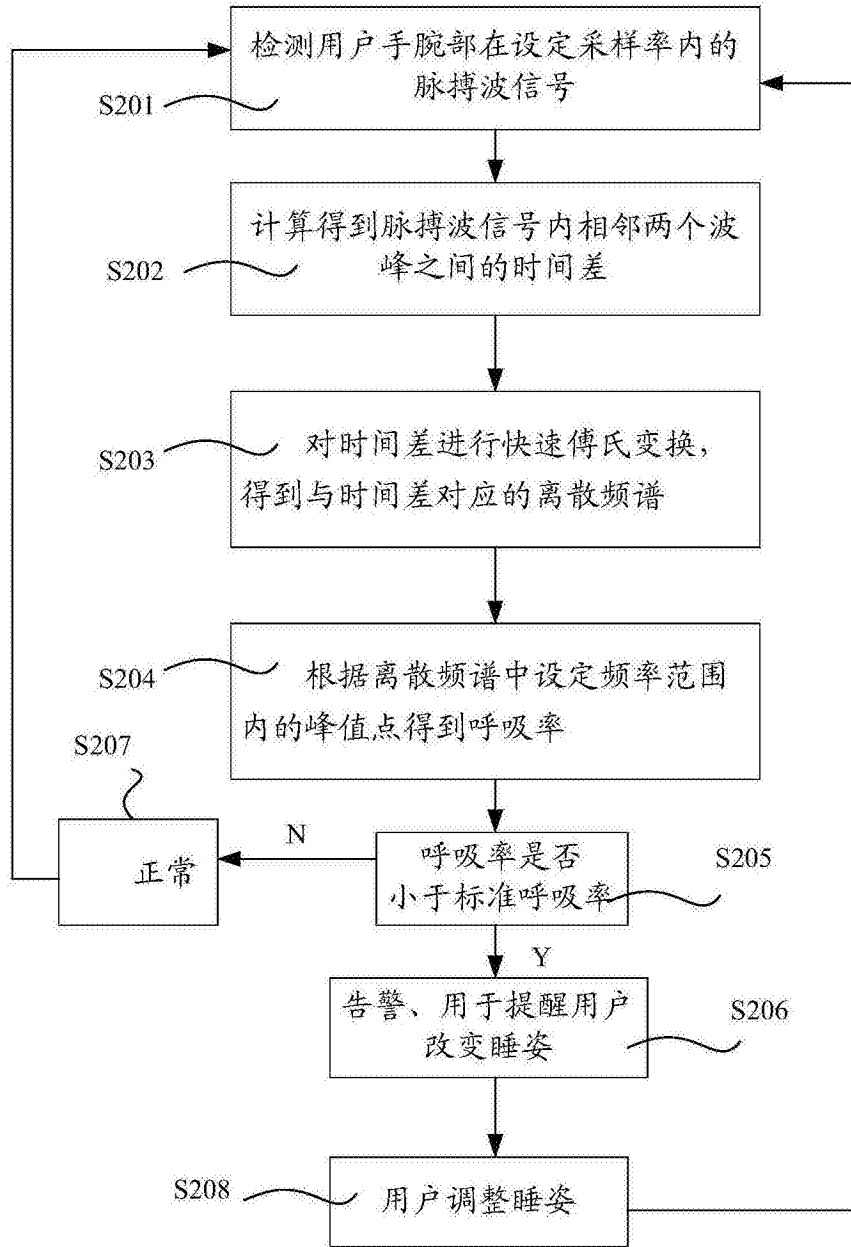 检测用户手腕部在设定采样率内的
脉搏波信号
S201
计算得到脉搏波信号内相邻两个波
峰之间的时间差
S202
对时间差进行快速傅氏变换，
得到与时间差对应的离散频谱
S203
根据离散频谱中设定频率范围
内的峰值点得到呼吸率
S204
S207
正常
N
呼吸率是否
小于标准呼吸率
S205
Y
告警、用于提醒用户
改变睡姿
S206
用户调整睡姿
S208